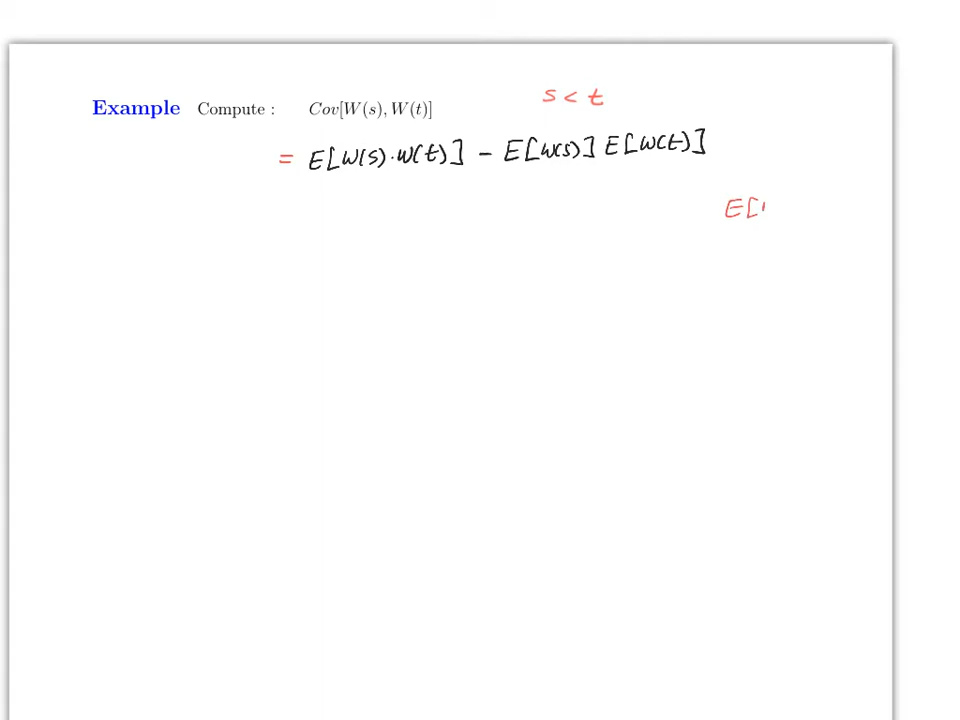 Example Compute : Cov[W(s), W(t)] s < t
= E[W(s)·W(t)] - E[W(s)] E[W(t)]
E[